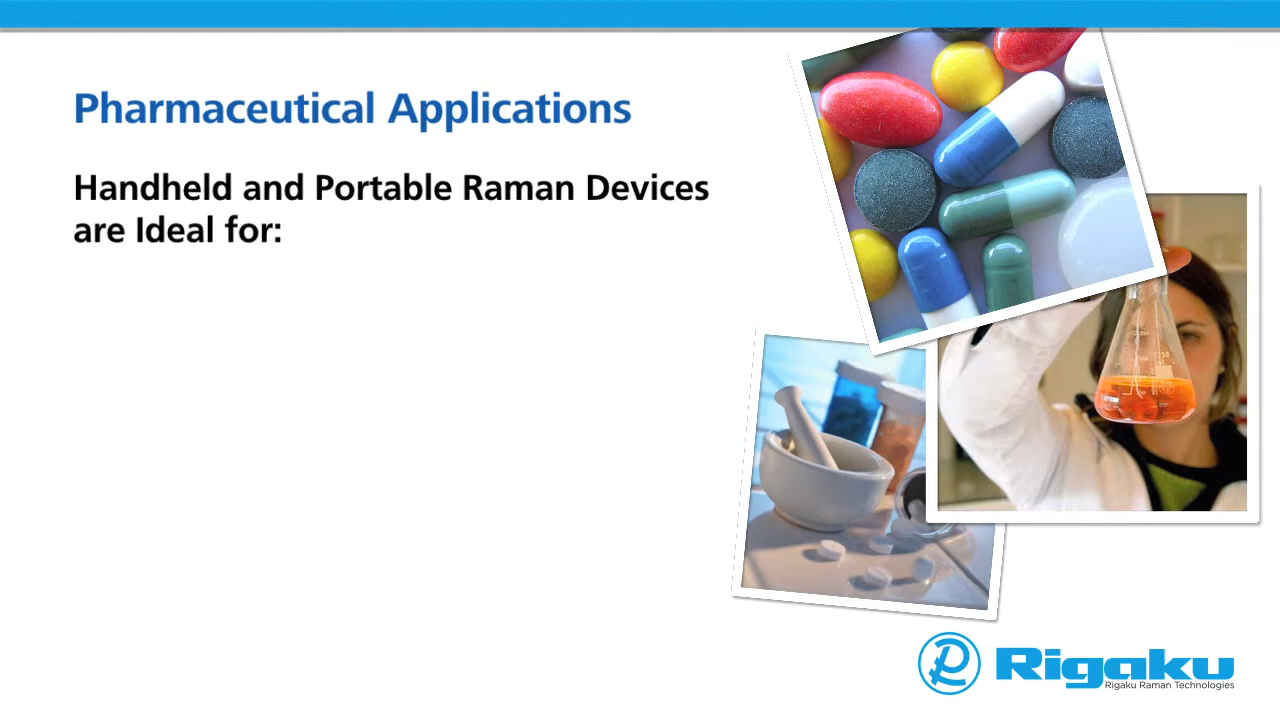 Pharmaceutical Applications
Handheld and Portable Raman Devices
are Ideal for:
Rigaku
Rigaku Raman Technologies